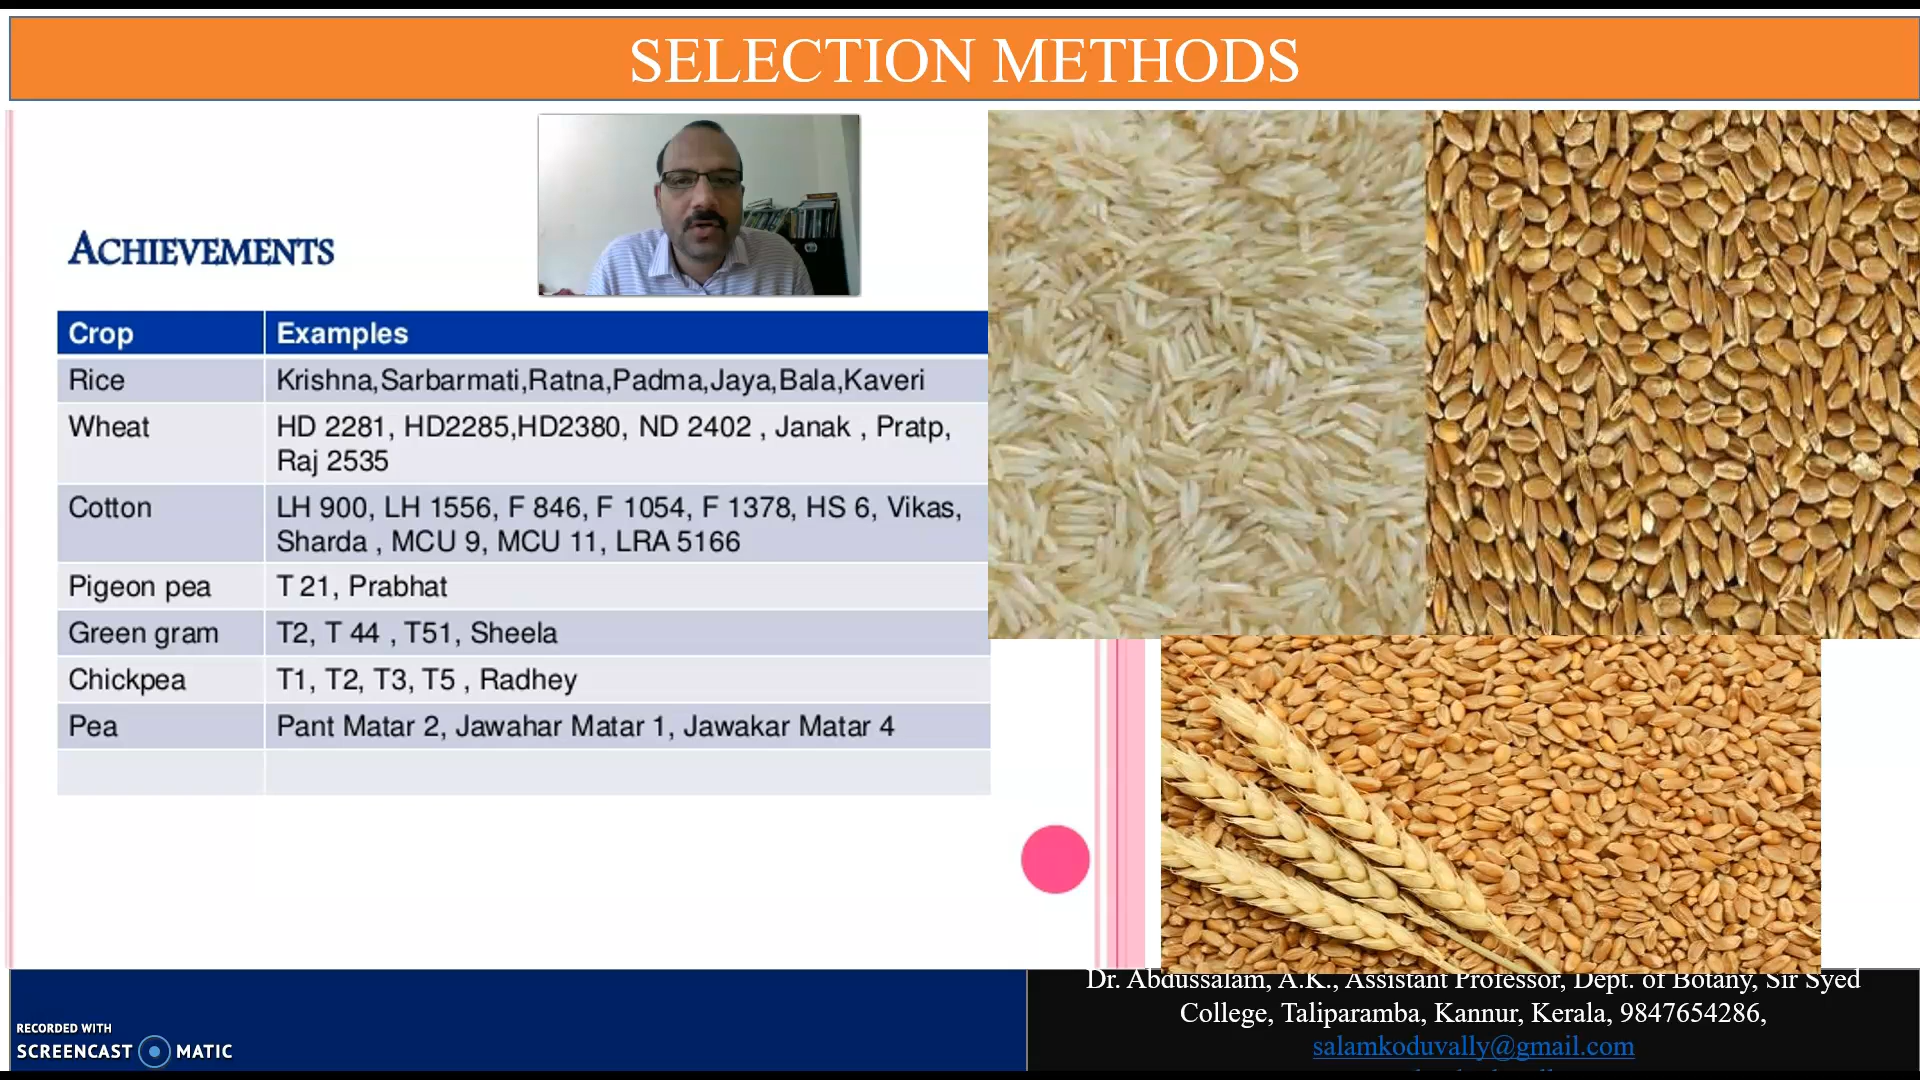 SELECTION METHODS
ACHIEVEMENTS
Crop Examples
Rice Krishna,Sarbarmati,Ratna,Padma,Jaya,Bala,Kaveri
Wheat HD 2281, HD2285,HD2380, ND 2402 , Janak , Pratp,
Raj 2535
Cotton LH 900, LH 1556, F 846, F 1054, F 1378, HS 6, Vikas,
Sharda , MCU 9, MCU 11, LRA 5166
Pigeon pea T 21, Prabhat
Green gram T2, T 44 , T51, Sheela
Chickpea T1, T2, T3, T5 , Radhey
Pea Pant Matar 2, Jawahar Matar 1, Jawakar Matar 4
Dr. Abdussalam, A.K., Assistant Professor, Dept. of Botany, Sir Syed
College, Taliparamba, Kannur, Kerala, 9847654286,
salamkoduvally@gmail.com
RECORDED WITH
SCREENCAST MATIC